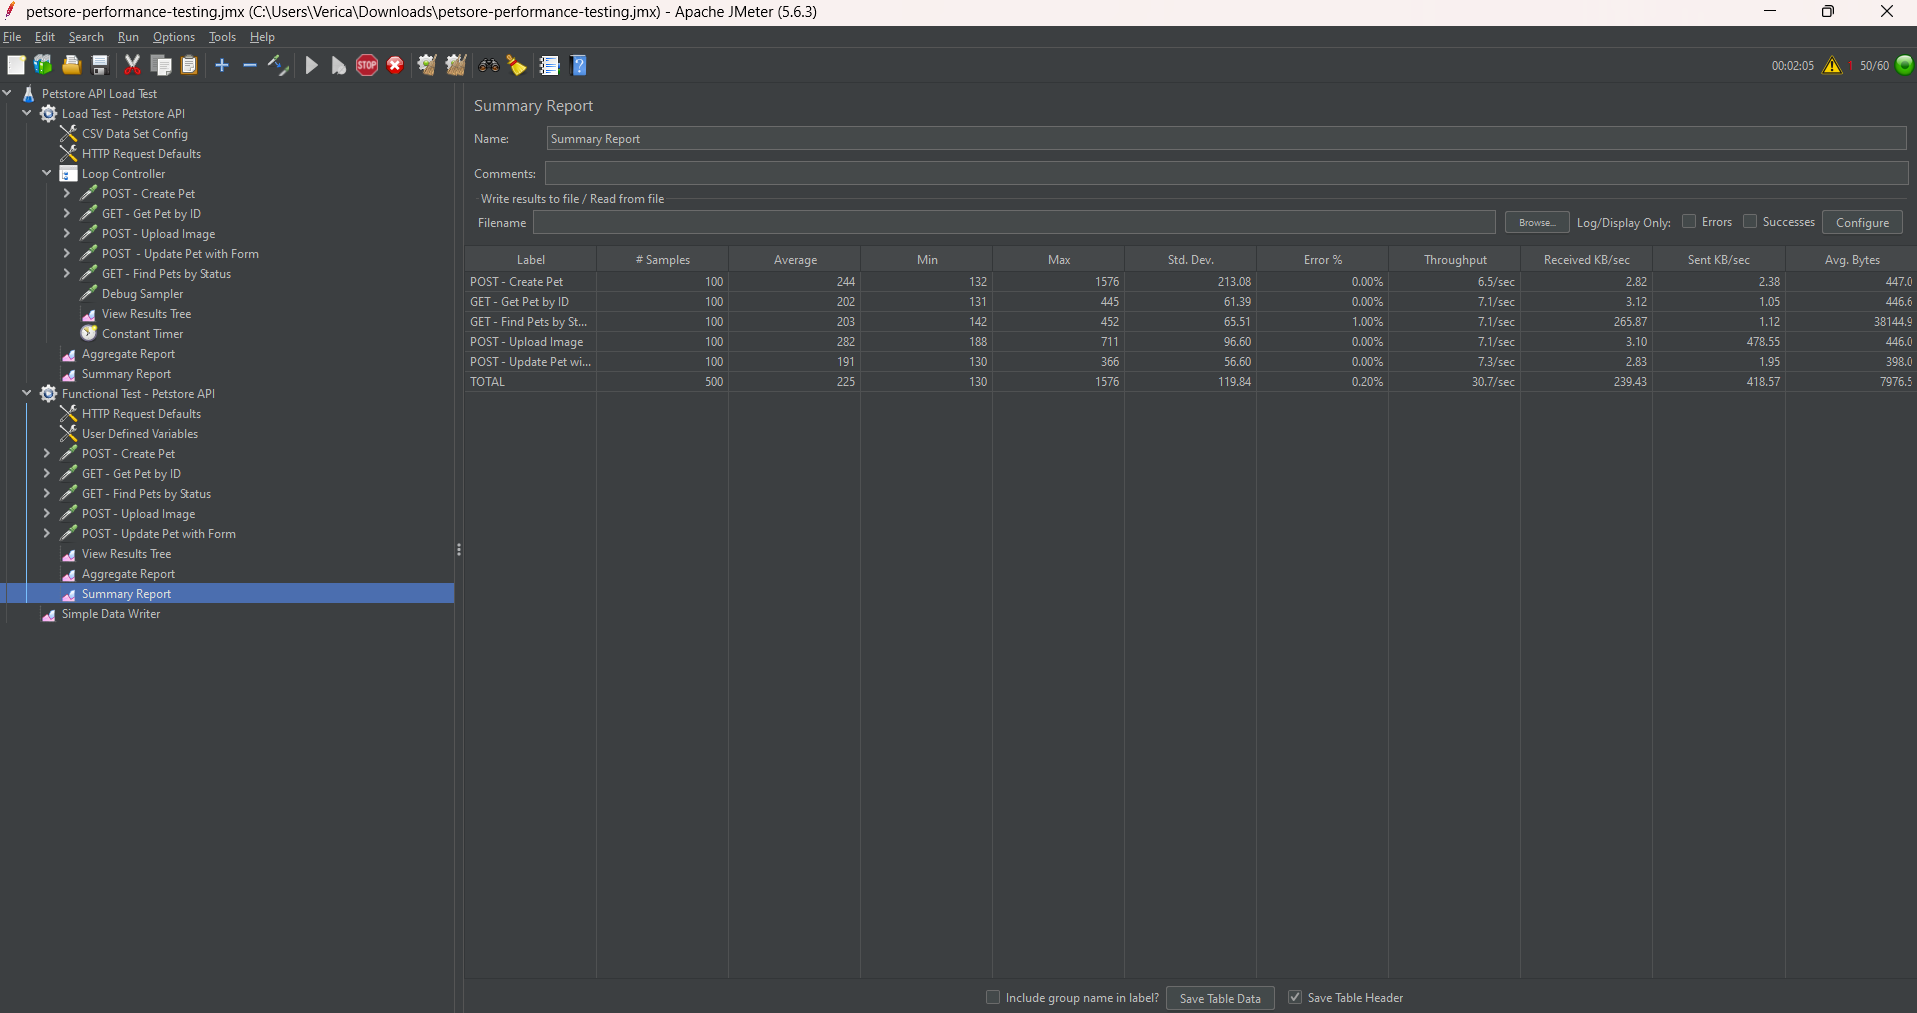 petsore-performance-testing.jmx (C:\Users\Verica\Downloads\petsore-performance-testing.jmx) - Apache JMeter (5.6.3)
File Edit Search Run Options Tools Help
STOP 00:02:05 1 50/60
Petstore API Load Test
Load Test - Petstore API
CSV Data Set Config
HTTP Request Defaults
Loop Controller
POST - Create Pet
GET - Get Pet by ID
POST - Upload Image
POST - Update Pet with Form
GET - Find Pets by Status
Debug Sampler
View Results Tree
Constant Timer
Aggregate Report
Summary Report
Functional Test - Petstore API
HTTP Request Defaults
User Defined Variables
POST - Create Pet
GET - Get Pet by ID
GET - Find Pets by Status
POST - Upload Image
POST - Update Pet with Form
View Results Tree
Aggregate Report
Summary Report
Simple Data Writer
Summary Report
Name: Summary Report
Comments:
Write results to file / Read from file
Filename Browse... Log/Display Only: Errors Successes Configure
Label # Samples Average Min Max Std. Dev. Error % Throughput Received KB/sec Sent KB/sec Avg. Bytes
POST - Create Pet 100 244 132 1576 213.08 0.00% 6.5/sec 2.82 2.38 447.0
GET - Get Pet by ID 100 202 131 445 61.39 0.00% 7.1/sec 3.12 1.05 446.6
GET - Find Pets by St... 100 203 142 452 65.51 1.00% 7.1/sec 265.87 1.12 38144.9
POST - Upload Image 100 282 188 711 96.60 0.00% 7.1/sec 3.10 478.55 446.0
POST - Update Pet wi... 100 191 130 366 56.60 0.00% 7.3/sec 2.83 1.95 398.0
TOTAL 500 225 130 1576 119.84 0.20% 30.7/sec 239.43 418.57 7976.5
Include group name in label? Save Table Data Save Table Header